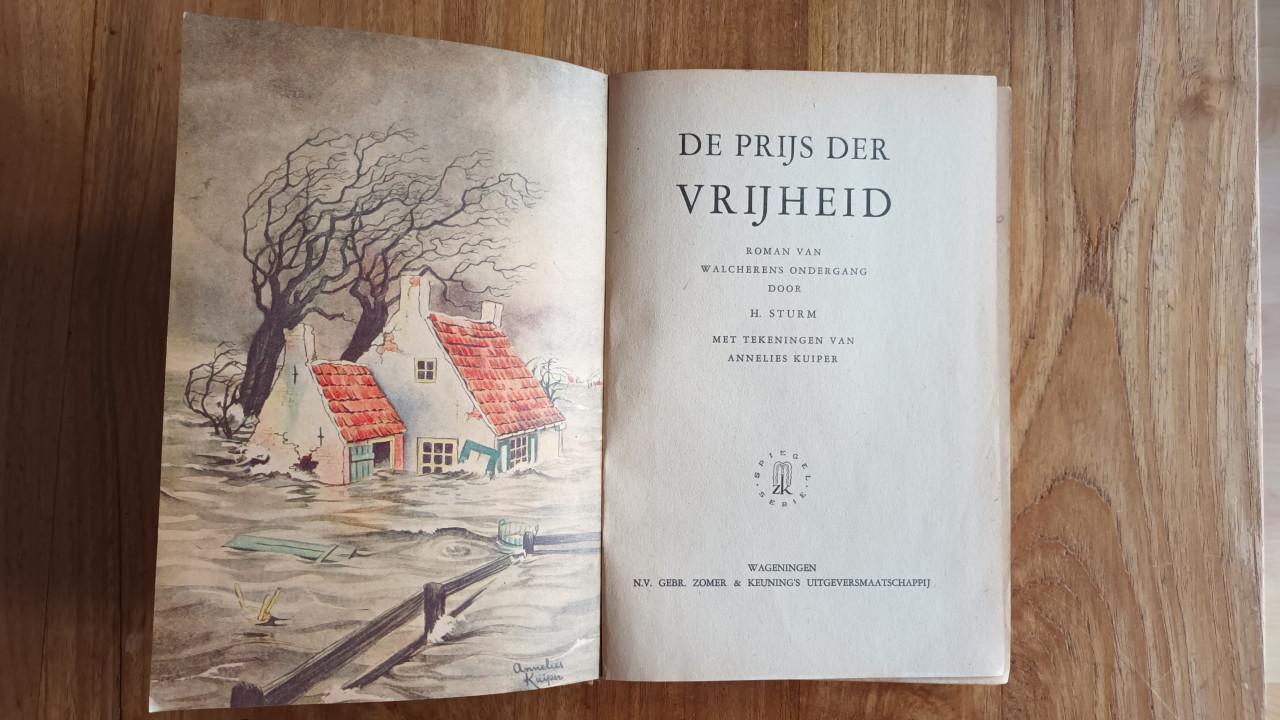 Annelies
Kuiper
DE PRIJS DER
VRIJHEID
ROMAN VAN
WALCHERENS ONDERGANG
DOOR
H. STURM
MET TEKENINGEN VAN
ANNELIES KUIPER
SPIEGEL
ZK
SERIE
WAGENINGEN
N.V. GEBR. ZOMER & KEUNING'S UITGEVERSMAATSCHAPPIJ